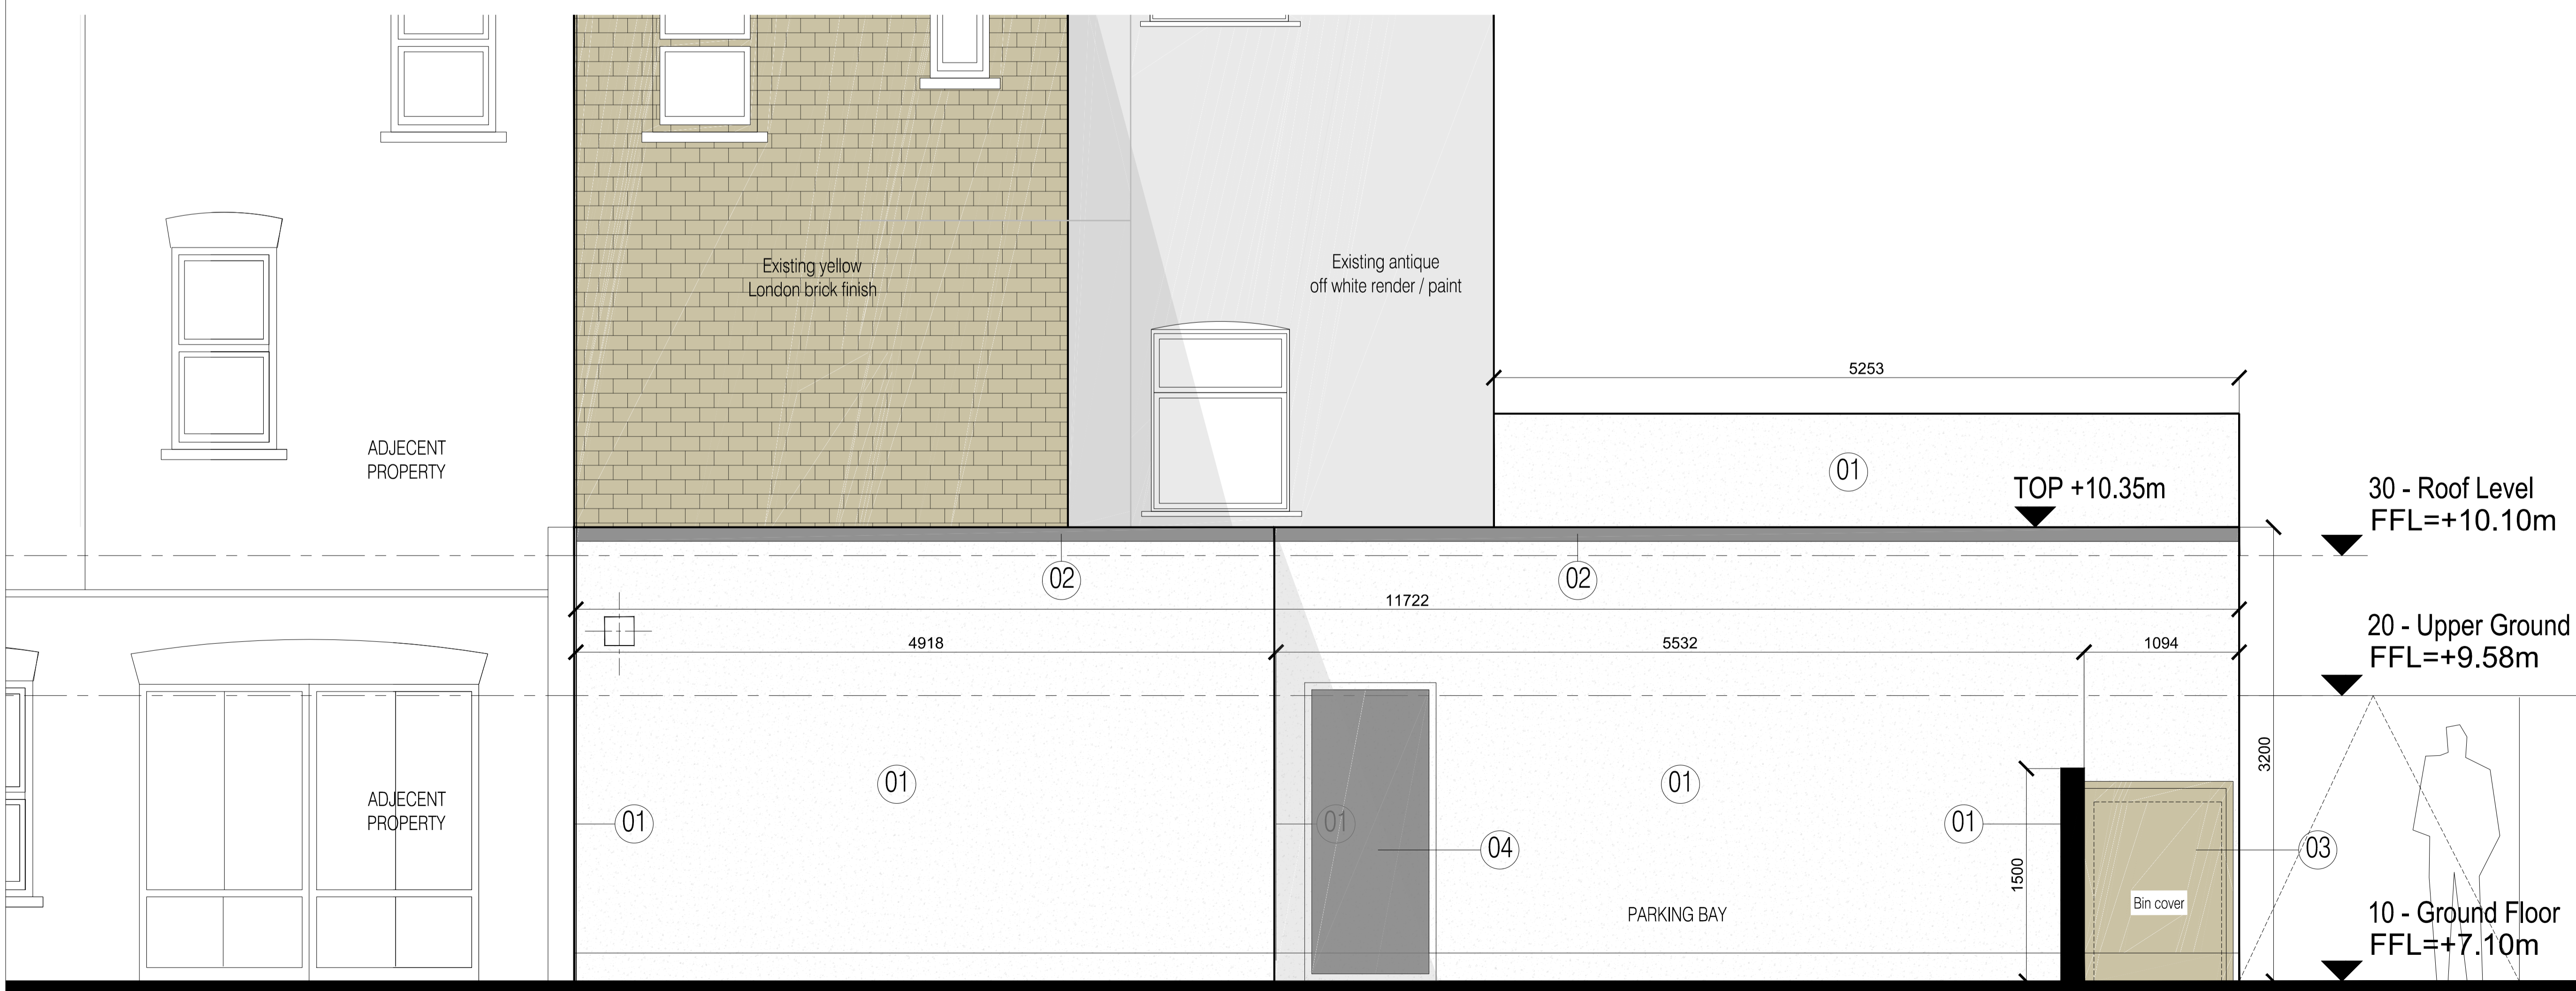 Existing yellow
London brick finish
Existing antique
off white render / paint
5253
ADJECENT
PROPERTY
01
TOP +10.35m
30 - Roof Level
FFL=+10.10m
02
02
11722
20 - Upper Ground
FFL=+9.58m
4918
5532
1094
3200
ADJECENT
PROPERTY
01
01
01
01
01
04
03
1500
Bin cover
PARKING BAY
10 - Ground Floor
FFL=+7.10m